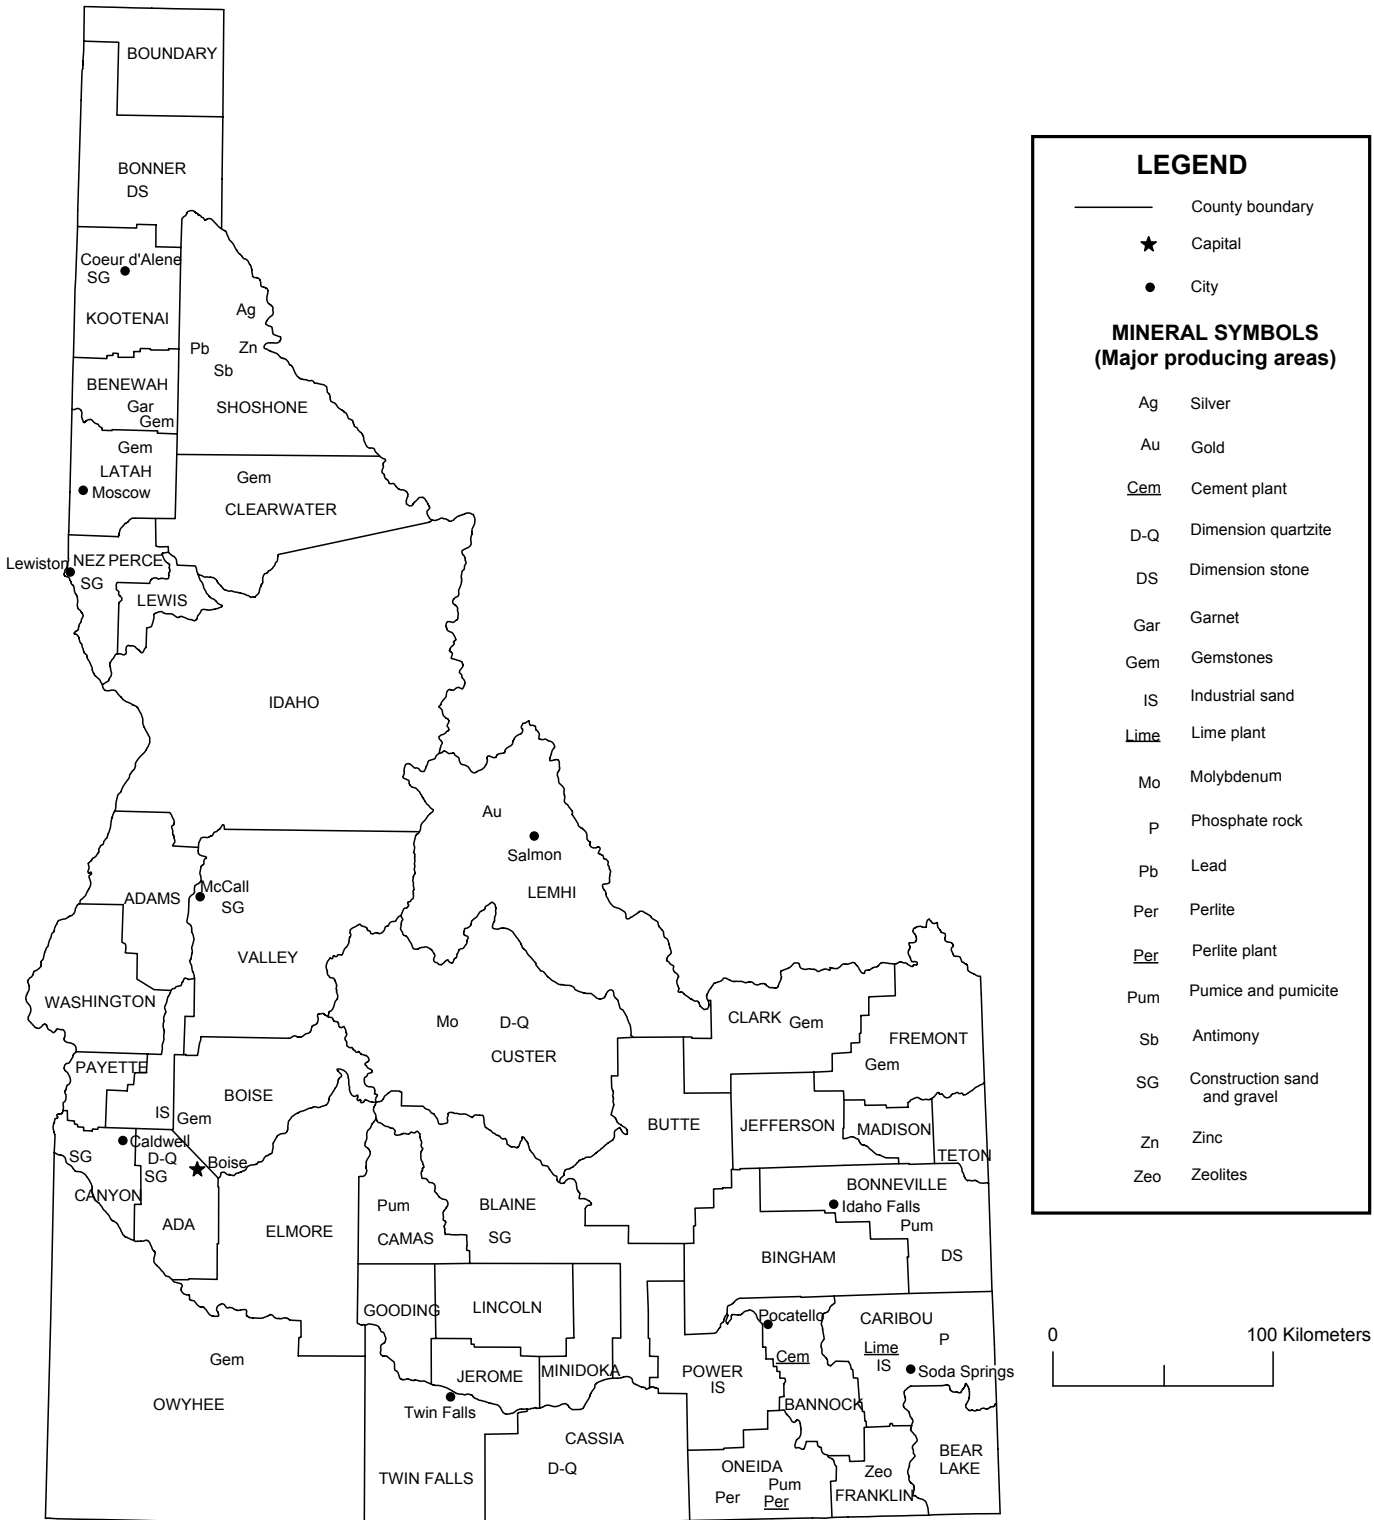 BOUNDARY
BONNER
DS
Coeur d'Alene
SG
KOOTENAI
Ag
Pb
Zn
Sb
SHOSHONE
BENEWAH
Gar
Gem
Gem
LATAH
Moscow
Gem
CLEARWATER
Lewiston
NEZ PERCE
SG
LEWIS
IDAHO
Au
Salmon
LEMHI
ADAMS
McCall
SG
VALLEY
WASHINGTON
Mo
D-Q
CUSTER
CLARK
Gem
FREMONT
Gem
PAYETTE
IS
Gem
BOISE
BUTTE
JEFFERSON
MADISON
TETON
Caldwell
SG
D-Q
SG
Boise
CANYON
ADA
ELMORE
Pum
CAMAS
BLAINE
SG
BONNEVILLE
Idaho Falls
Pum
DS
BINGHAM
GOODING
LINCOLN
JEROME
MINIDOKA
Twin Falls
Gem
OWYHEE
TWIN FALLS
CASSIA
D-Q
POWER
IS
Pocatello
Cem
BANNOCK
CARIBOU
P
Lime
IS
Soda Springs
BEAR
LAKE
ONEIDA
Pum
Per
Per
Zeo
FRANKLIN
LEGEND
County boundary
Capital
City
MINERAL SYMBOLS
(Major producing areas)
Ag Silver
Au Gold
Cem Cement plant
D-Q Dimension quartzite
DS Dimension stone
Gar Garnet
Gem Gemstones
IS Industrial sand
Lime Lime plant
Mo Molybdenum
P Phosphate rock
Pb Lead
Per Perlite
Per Perlite plant
Pum Pumice and pumicite
Sb Antimony
SG Construction sand
and gravel
Zn Zinc
Zeo Zeolites
0 100 Kilometers